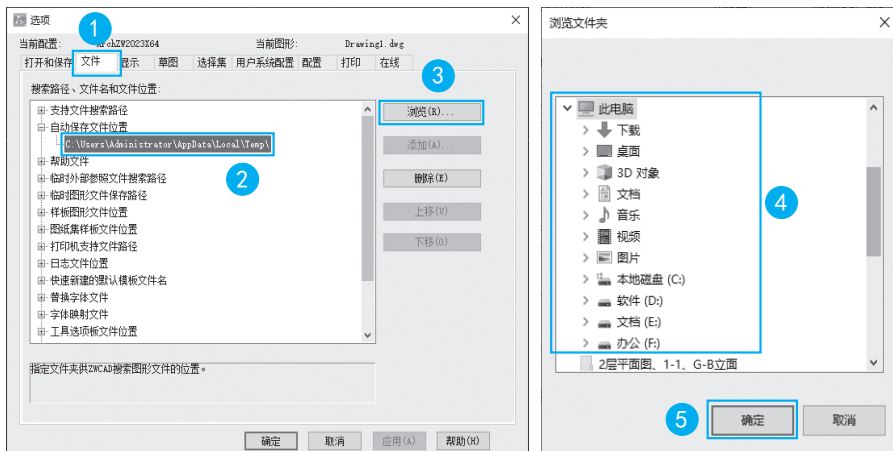 选项
1
当前配置: ArchZW2023X64 当前图形: Drawing1.dwg
打开和保存 文件 显示 草图 选择集 用户系统配置 配置 打印 在线
3
搜索路径、文件名和文件位置:
支持文件搜索路径
自动保存文件位置
C:\Users\Administrator\AppData\Local\Temp\
2
帮助文件
临时外部参照文件搜索路径
临时图形文件保存路径
样板图形文件位置
图纸集样板文件位置
打印机支持文件路径
日志文件位置
快速新建的默认模板文件名
替换字体文件
字体映射文件
工具选项板文件位置
浏览(B)...
添加(A)...
删除(E)
上移(U)
下移(O)
指定文件夹供ZWCAD搜索图形文件的位置。
确定 取消 应用(A) 帮助(H)
浏览文件夹
此电脑
下载
桌面
3D 对象
文档
4
音乐
视频
图片
本地磁盘 (C:)
软件 (D:)
文档 (E:)
办公 (F:)
2层平面图、1-1、G-B立面
5
确定 取消